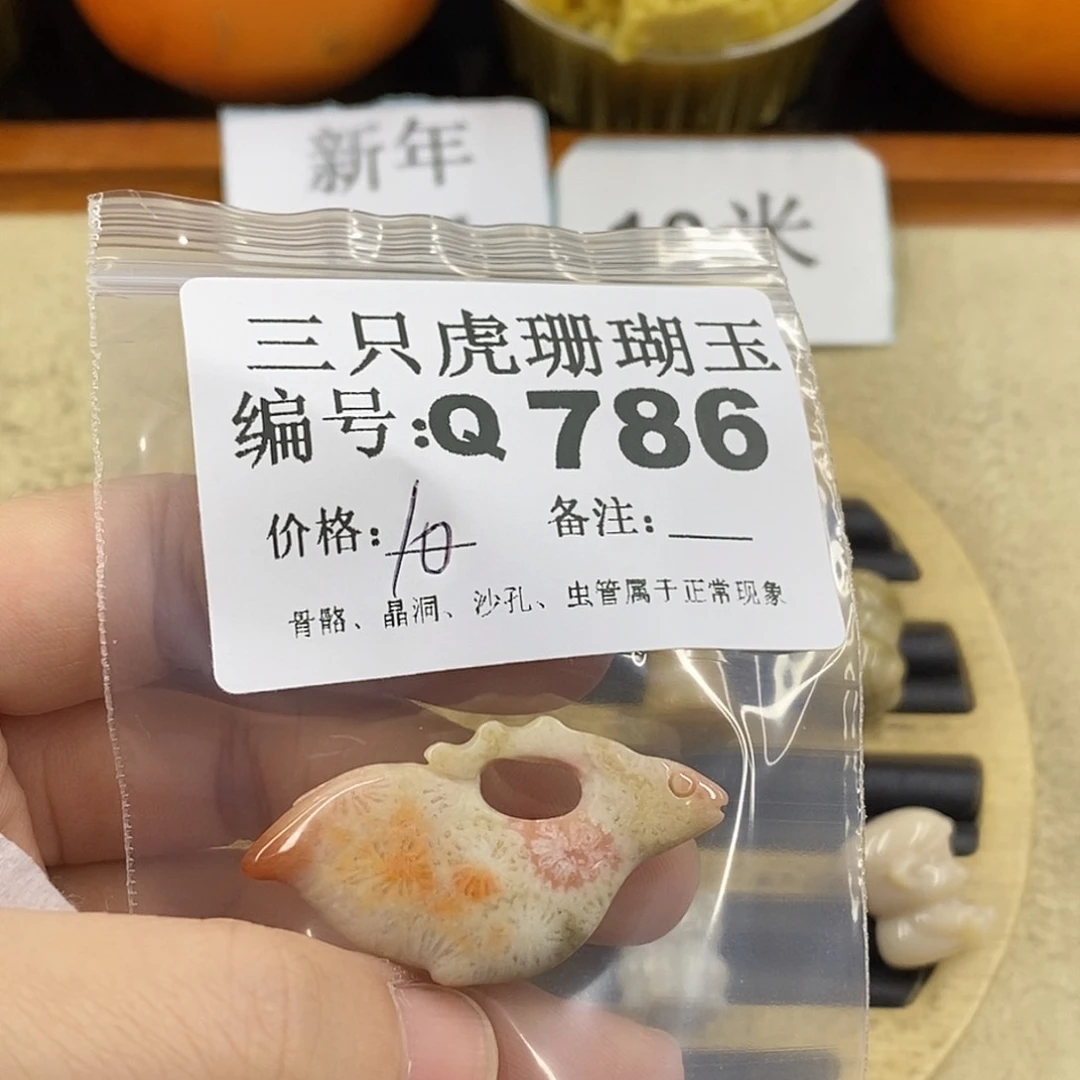 新年
米
三只虎珊瑚玉
编号:Q 786
价格: 10 备注:
骨骼、晶洞、沙孔、虫管属于正常现象